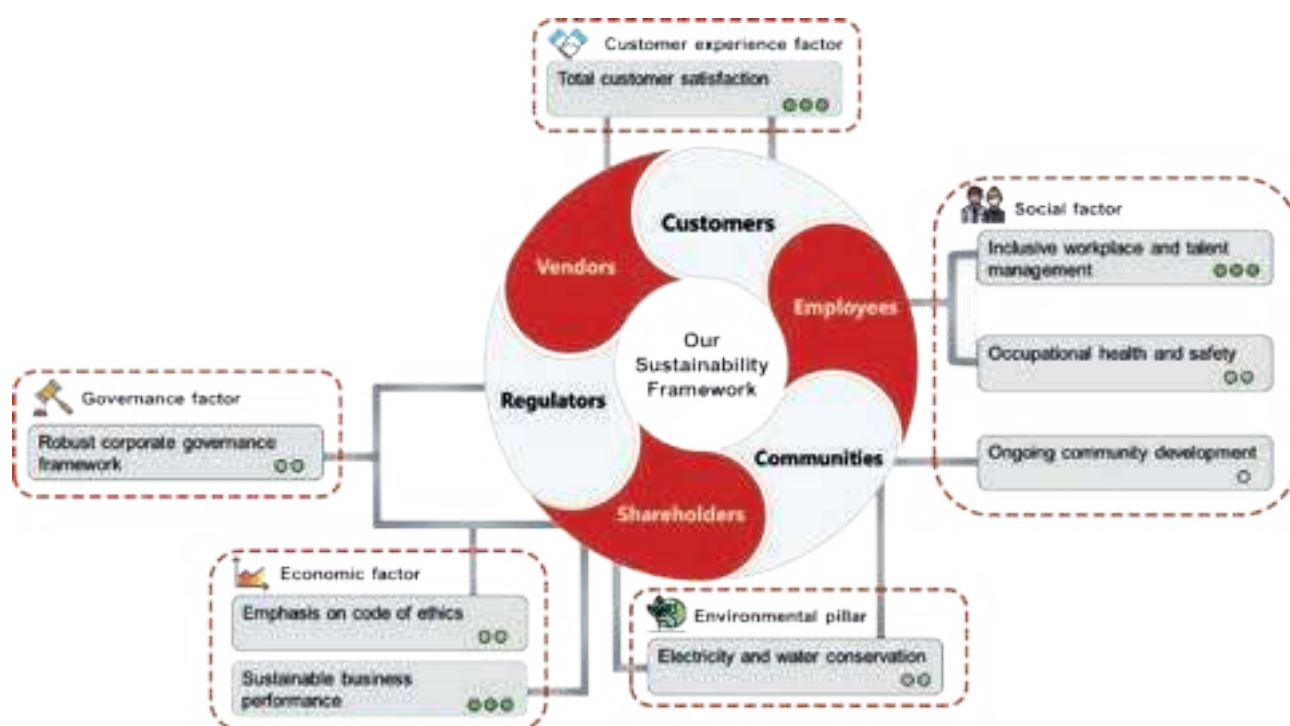 Customer experience factor
Total customer satisfaction
Social factor
Inclusive workplace and talent
management
Occupational health and safety
Ongoing community development
Customers
Vendors
Employees
Our
Sustainability
Framework
Regulators
Communities
Shareholders
Governance factor
Robust corporate governance
framework
Economic factor
Emphasis on code of ethics
Sustainable business
performance
Environmental pillar
Electricity and water conservation